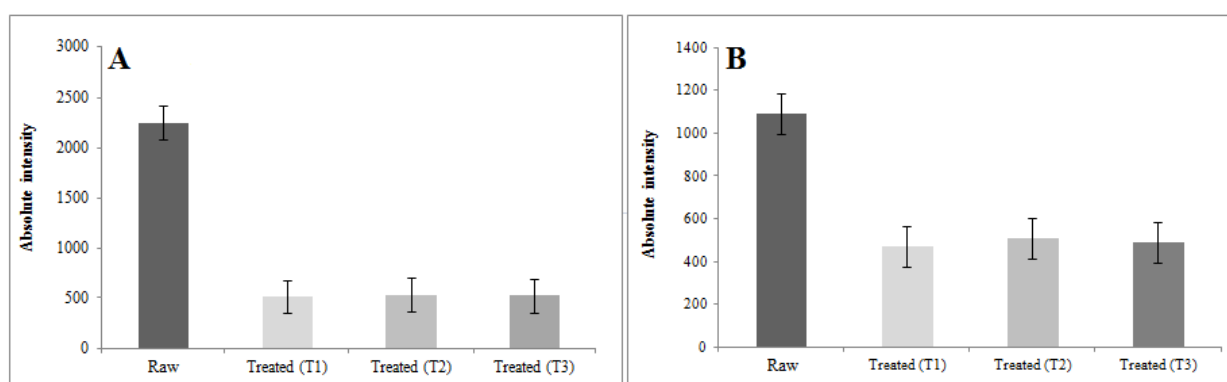 A
Absolute intensity
3000
2500
2000
1500
1000
500
0
Raw
Treated (T1)
Treated (T2)
Treated (T3)
B
Absolute intensity
1400
1200
1000
800
600
400
200
0
Raw
Treated (T1)
Treated (T2)
Treated (T3)